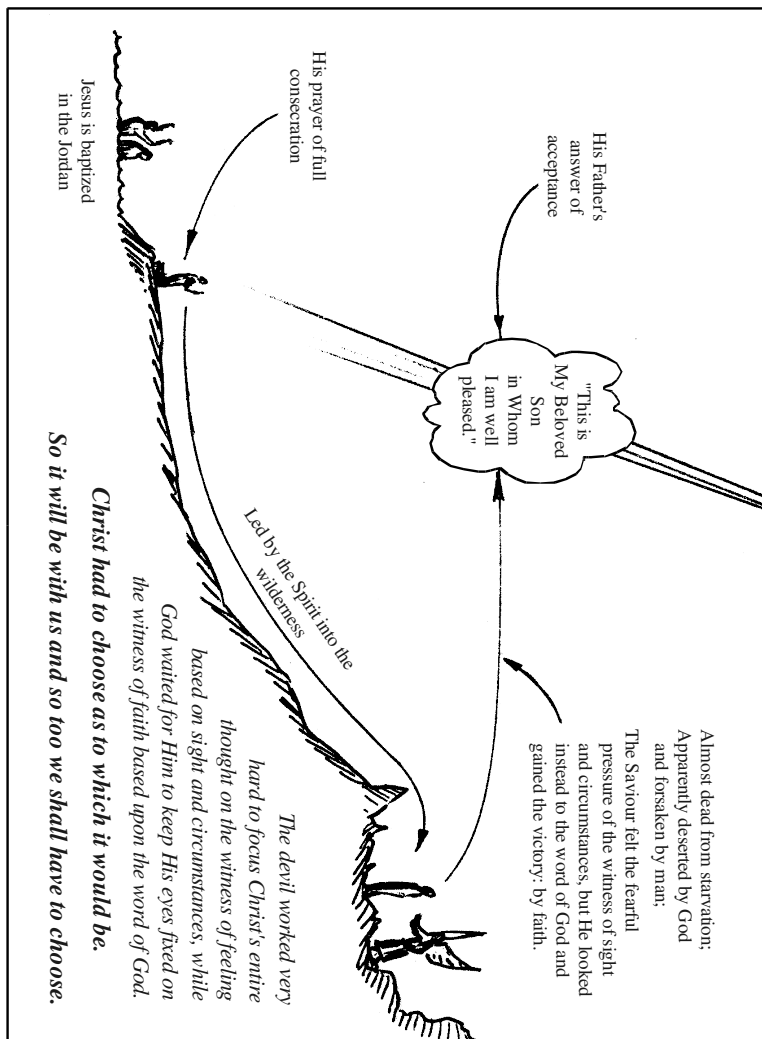 Jesus is baptized
in the Jordan
His prayer of full
consecration
His Father's
answer of
acceptance
"This is
My Beloved
Son
in Whom
I am well
pleased."
Led by the Spirit into the
wilderness
Almost dead from starvation;
Apparently deserted by God
and forsaken by man;
The Saviour felt the fearful
pressure of the witness of sight
and circumstances, but He looked
instead to the word of God and
gained the victory: by faith.
The devil worked very
hard to focus Christ's entire
thought on the witness of feeling
based on sight and circumstances, while
God waited for Him to keep His eyes fixed on
the witness of faith based upon the word of God.
Christ had to choose as to which it would be.
So it will be with us and so too we shall have to choose.